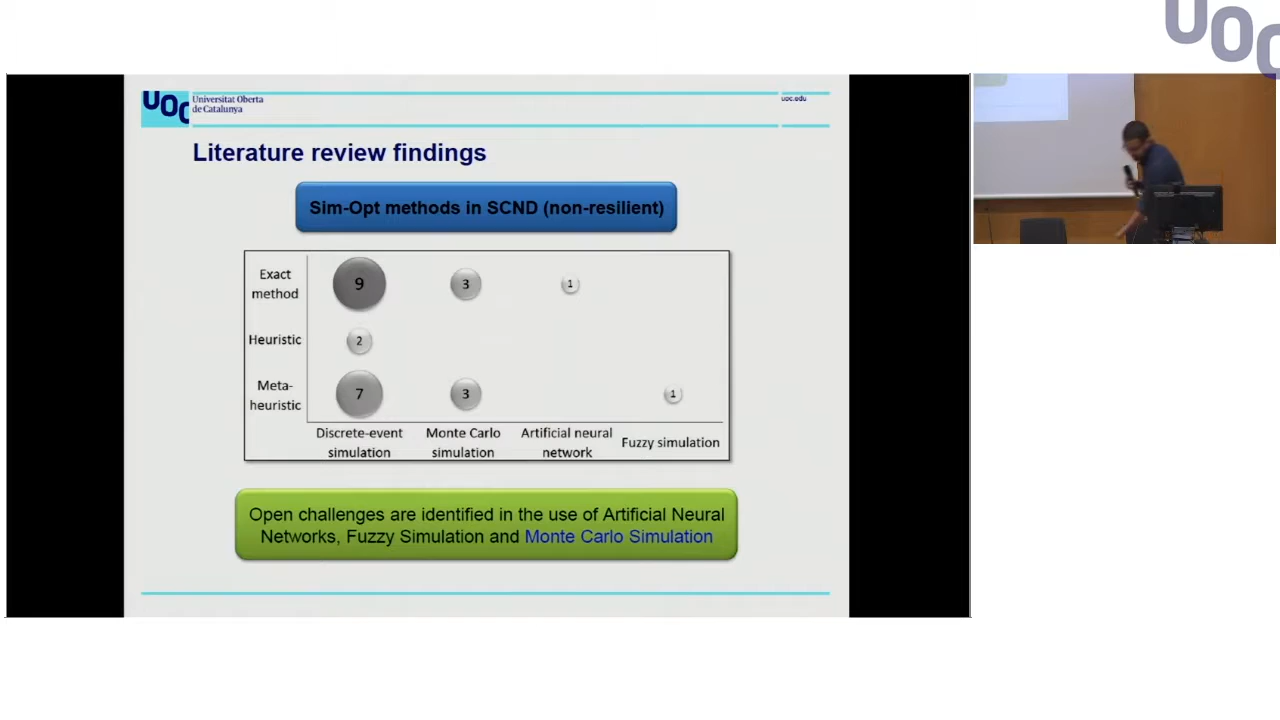 UOC
UOC
Universitat Oberta
de Catalunya
uoc.edu
Literature review findings
Sim-Opt methods in SCND (non-resilient)
Exact
method
9
3
1
Heuristic
2
Meta-
heuristic
7
3
1
Discrete-event
simulation
Monte Carlo
simulation
Artificial neural
network
Fuzzy simulation
Open challenges are identified in the use of Artificial Neural
Networks, Fuzzy Simulation and Monte Carlo Simulation